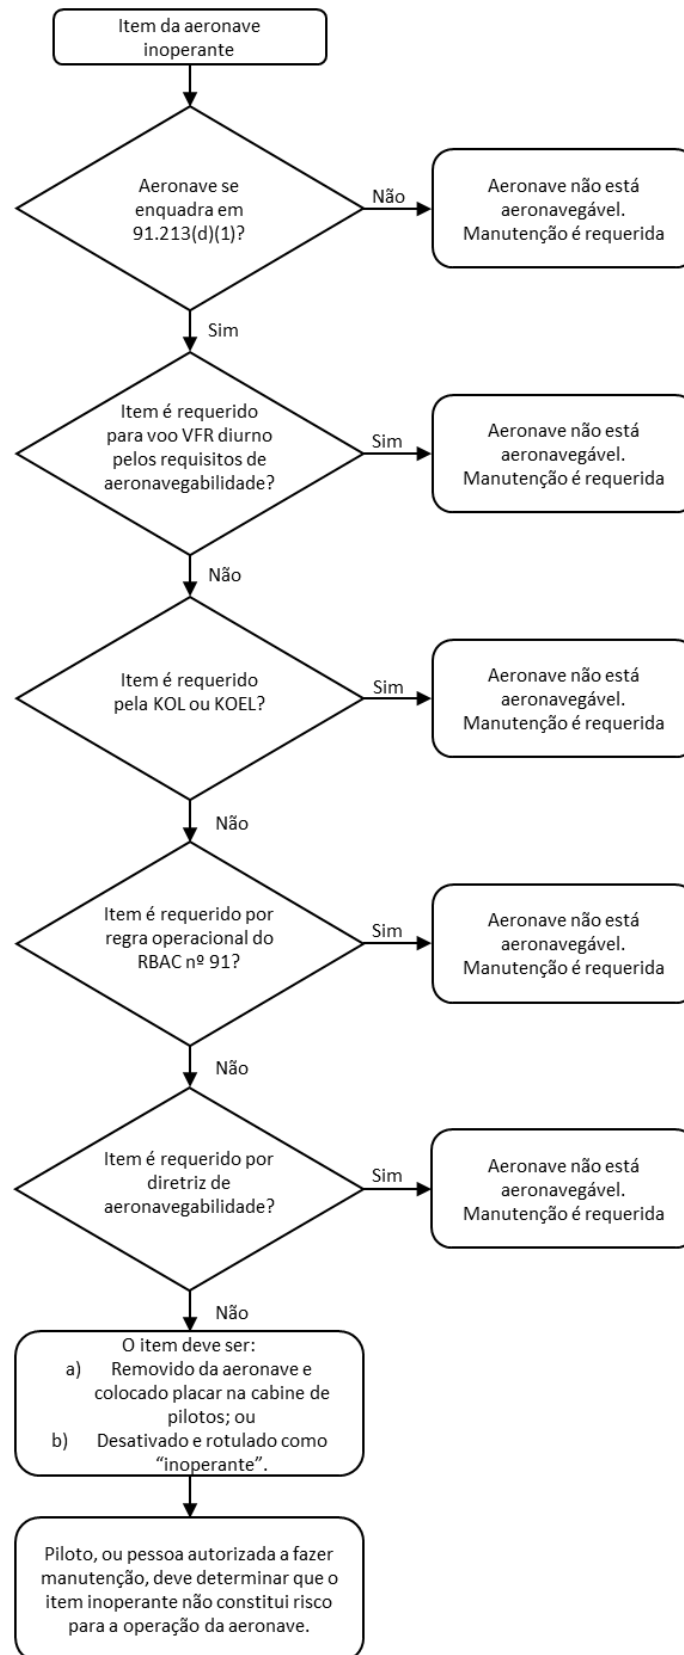 Item da aeronave
inoperante
Aeronave se
enquadra em
91.213(d)(1)?
Não
Aeronave não está
aeronavegável.
Manutenção é requerida
Sim
Item é requerido
para voo VFR diurno
pelos requisitos de
aeronavegabilidade?
Sim
Aeronave não está
aeronavegável.
Manutenção é requerida
Não
Item é requerido
pela KOL ou KOEL?
Sim
Aeronave não está
aeronavegável.
Manutenção é requerida
Não
Item é requerido por
regra operacional do
RBAC nº 91?
Sim
Aeronave não está
aeronavegável.
Manutenção é requerida
Não
Item é requerido por
diretriz de
aeronavegabilidade?
Sim
Aeronave não está
aeronavegável.
Manutenção é requerida
Não
O item deve ser:
a) Removido da aeronave e
colocado placar na cabine de
pilotos; ou
b) Desativado e rotulado como
“inoperante”.
Piloto, ou pessoa autorizada a fazer
manutenção, deve determinar que o
item inoperante não constitui risco
para a operação da aeronave.